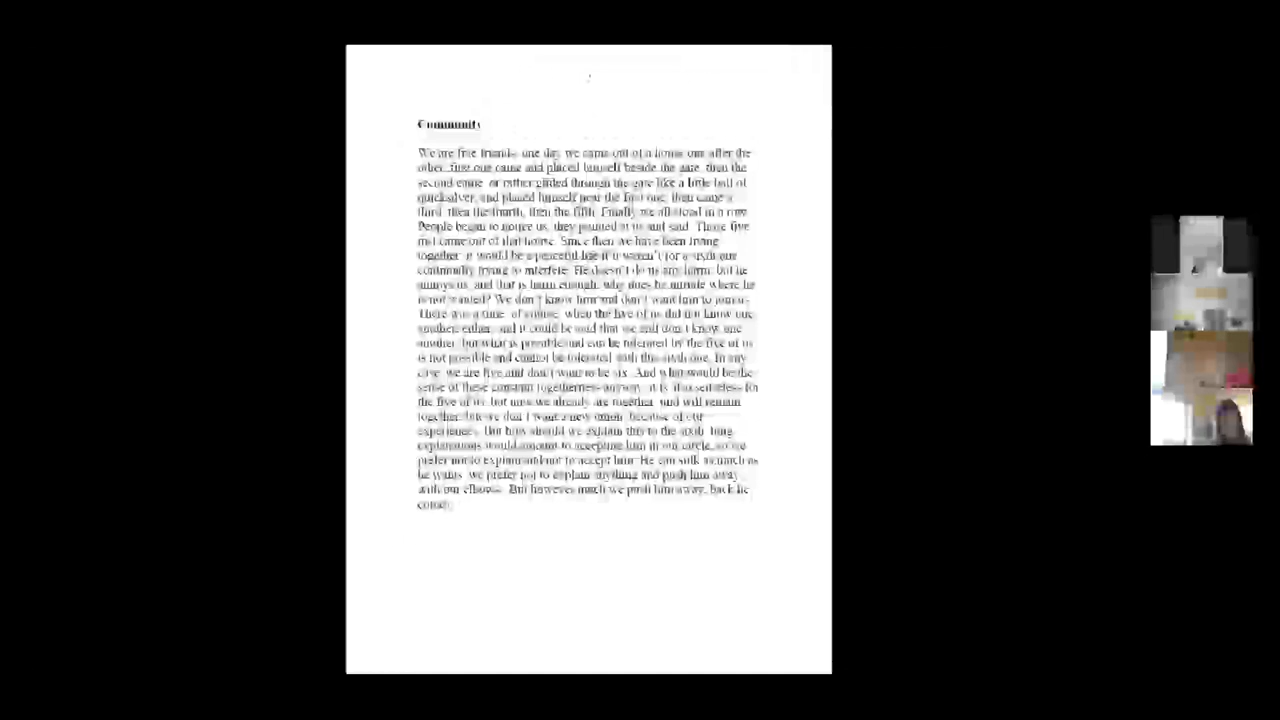 Community
We are five friends, one day we came out of a house one after the
other, first one came and placed himself beside the gate, then the
second came, or rather glided through the gate like a little ball of
quicksilver, and placed himself near the first one, then came a
third, then the fourth, then the fifth. Finally we all stood in a row.
People began to notice us, they pointed at us and said: Those five
just came out of that house. Since then we have been living
together, it would be a peaceful life if it weren't for a sixth one
continually trying to interfere. He doesn't do us any harm, but he
annoys us, and that is harm enough; why does he intrude where he
is not wanted? We don't know him and don't want him to join us.
There was a time, of course, when the five of us did not know one
another, either; and it could be said that we still don't know one
another, but what is possible and can be tolerated by the five of us
is not possible and cannot be tolerated with this sixth one. In any
case, we are five and don't want to be six. And what would be the
sense of these constant togetherness anyway, it is senseless for
the five of us, but now we already are together and will remain
together, but we don't want a new union, because of our
experiences. But how should we explain this to the sixth, long
explanations would amount to accepting him in our circle, so we
prefer not to explain and not to accept him. He can sulk as much as
he wants, we prefer not to explain anything and push him away
with our elbows. But however much we push him away, back he
comes.